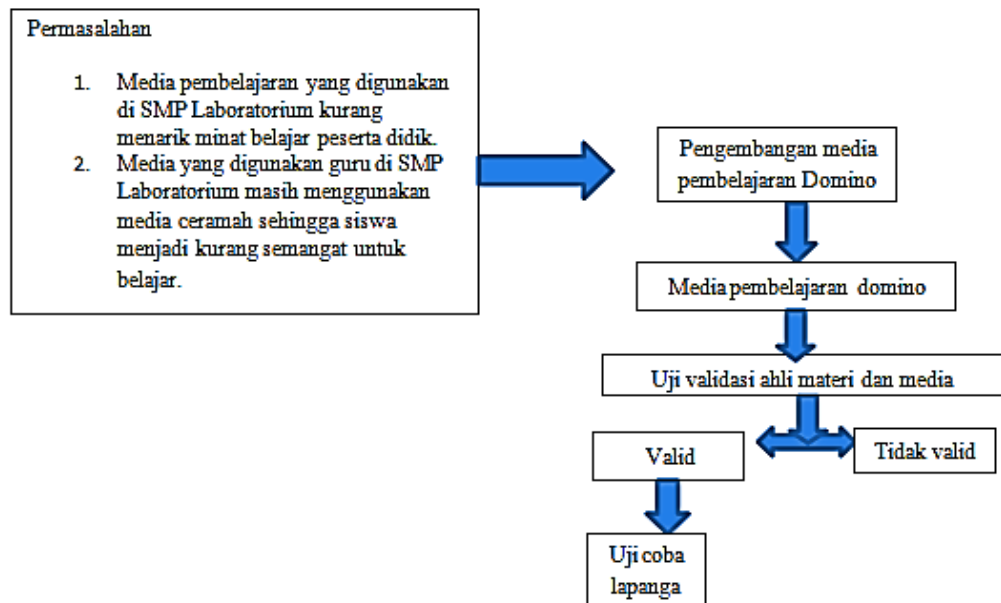 Permasalahan
1. Media pembelajaran yang digunakan
di SMP Laboratorium kurang
menarik minat belajar peserta didik.
2. Media yang digunakan guru di SMP
Laboratorium masih menggunakan
media ceramah sehingga siswa
menjadi kurang semangat untuk
belajar.
Pengembangan media
pembelajaran Domino
Media pembelajaran domino
Uji validasi ahli materi dan media
Valid
Tidak valid
Uji coba
lapanga